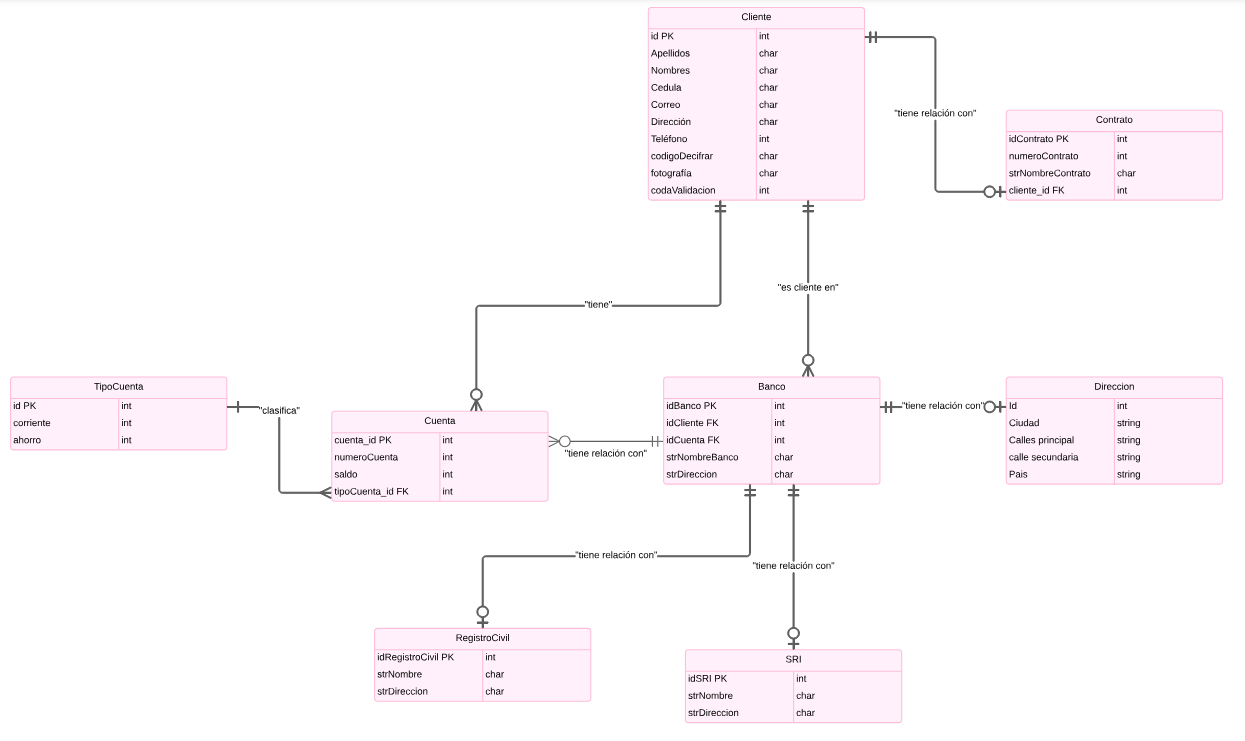 Cliente
id PK int
Apellidos char
Nombres char
Cedula char
Correo char
Dirección char
Teléfono int
codigoDecifrar char
fotografía char
codaValidacion int
"tiene relación con"
Contrato
idContrato PK int
numeroContrato int
strNombreContrato char
cliente_id FK int
"es cliente en"
"tiene"
TipoCuenta
id PK int
corriente int
ahorro int
"clasifica"
Cuenta
cuenta_id PK int
numeroCuenta int
saldo int
tipoCuenta_id FK int
"tiene relación con"
Banco
idBanco PK int
idCliente FK int
idCuenta FK int
strNombreBanco char
strDireccion char
"tiene relación con"
Direccion
Id int
Ciudad string
Calles principal string
calle secundaria string
Pais string
"tiene relación con"
"tiene relación con"
RegistroCivil
idRegistroCivil PK int
strNombre char
strDireccion char
SRI
idSRI PK int
strNombre char
strDireccion char